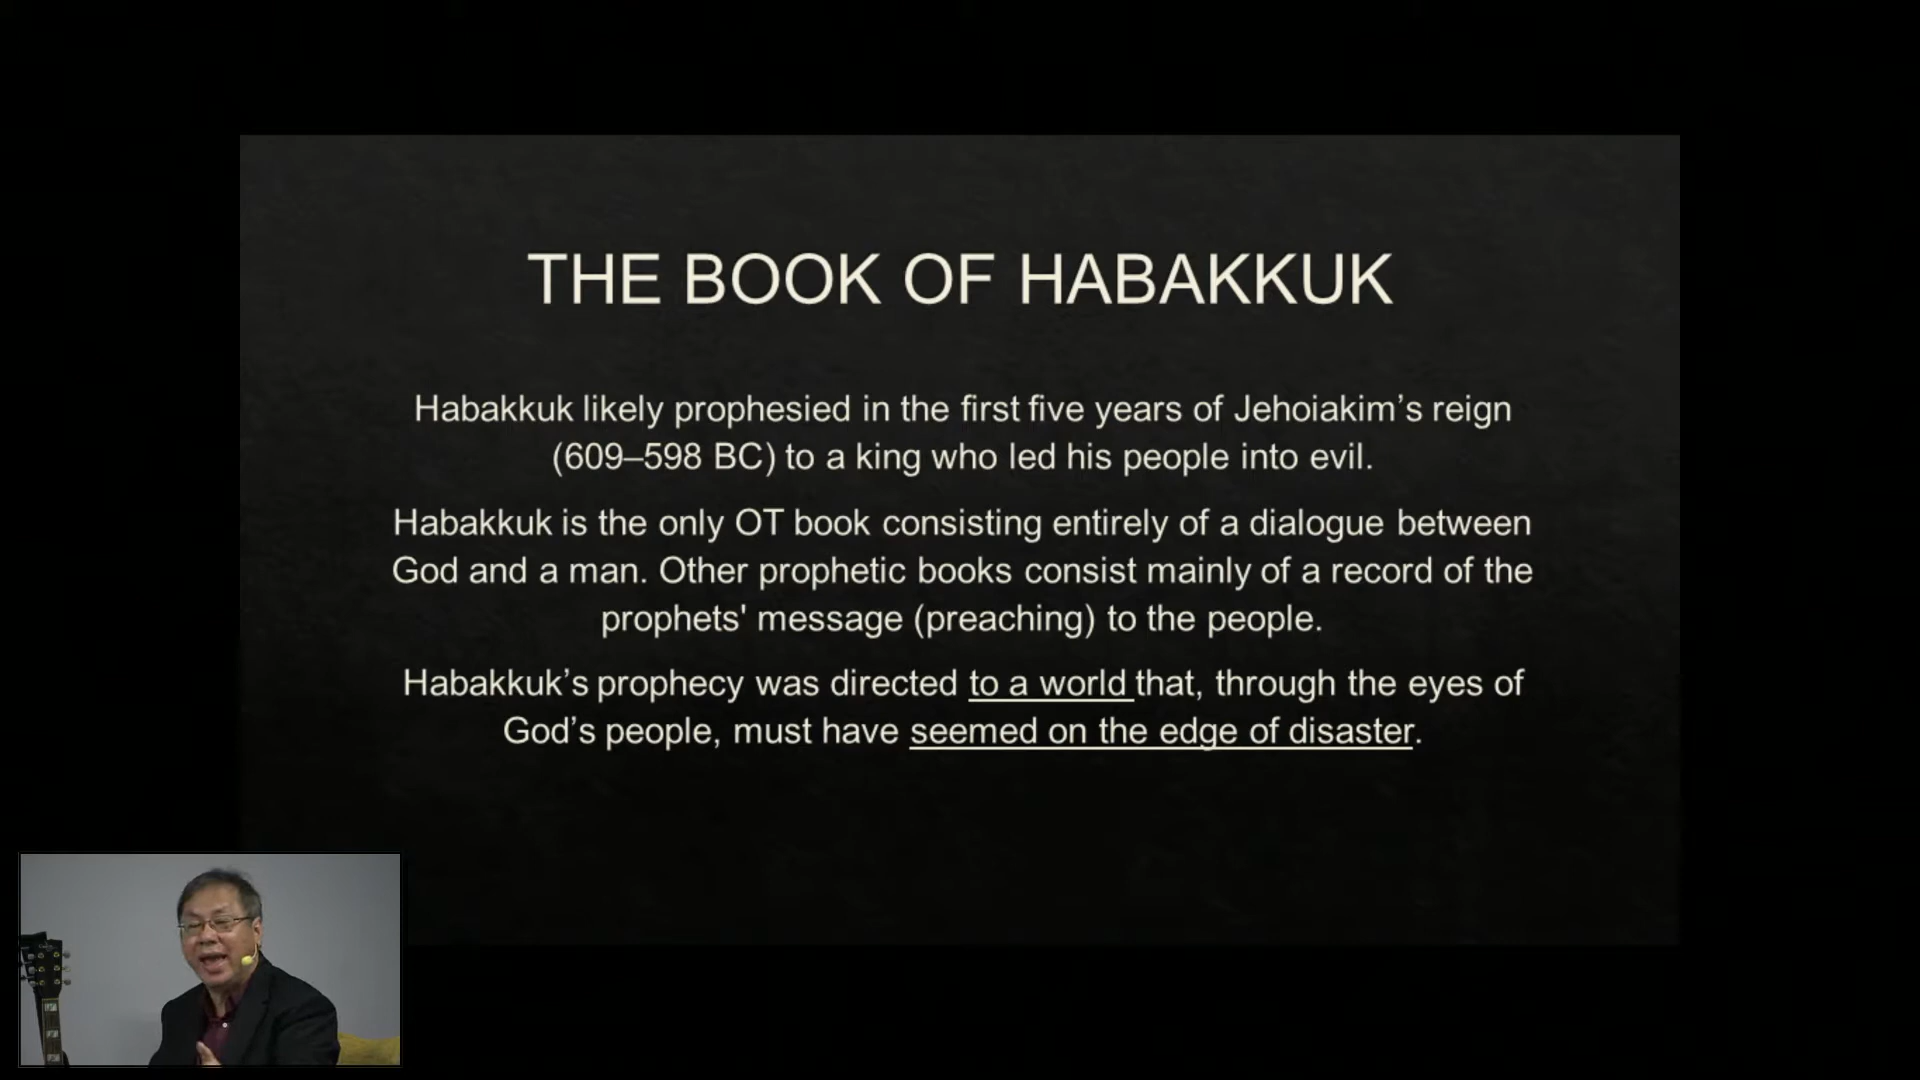 THE BOOK OF HABAKKUK
Habakkuk likely prophesied in the first five years of Jehoiakim’s reign
(609–598 BC) to a king who led his people into evil.
Habakkuk is the only OT book consisting entirely of a dialogue between
God and a man. Other prophetic books consist mainly of a record of the
prophets' message (preaching) to the people.
Habakkuk’s prophecy was directed to a world that, through the eyes of
God’s people, must have seemed on the edge of disaster.